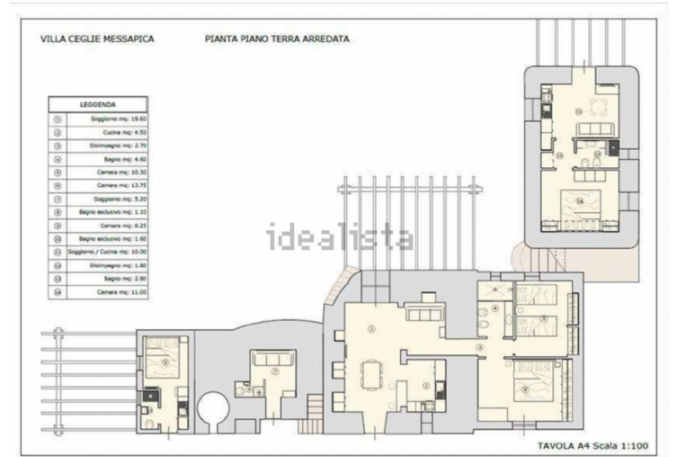 VILLA CEGLIE MESSAPICA
PIANTA PIANO TERRA ARREDATA
LEGGENDA
1 Soggiorno mq: 19.60
2 Cucina mq: 4.50
3 Disimpegno mq: 2.70
4 Bagno mq: 4.60
5 Camera mq: 10.30
6 Camera mq: 13.75
7 Soggiorno mq: 5.20
8 Bagno esclusivo mq: 1.10
9 Camera mq: 8.25
10 Bagno esclusivo mq: 1.60
11 Soggiorno / Cucina mq: 10.00
12 Disimpegno mq: 1.80
13 Bagno mq: 2.80
14 Camera mq: 11.00
idealista
TAVOLA A4 Scala 1:100